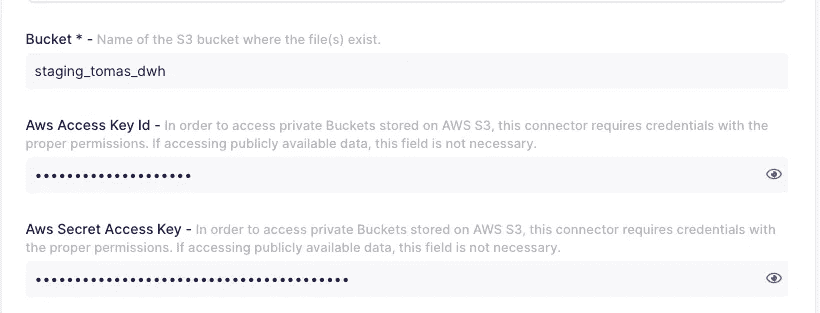 Bucket * - Name of the S3 bucket where the file(s) exist.
staging_tomas_dwh
Aws Access Key Id - In order to access private Buckets stored on AWS S3, this connector requires credentials with the
proper permissions. If accessing publicly available data, this field is not necessary.
••••••••••••••••••••
Aws Secret Access Key - In order to access private Buckets stored on AWS S3, this connector requires credentials with
the proper permissions. If accessing publicly available data, this field is not necessary.
••••••••••••••••••••••••••••••••••••••••